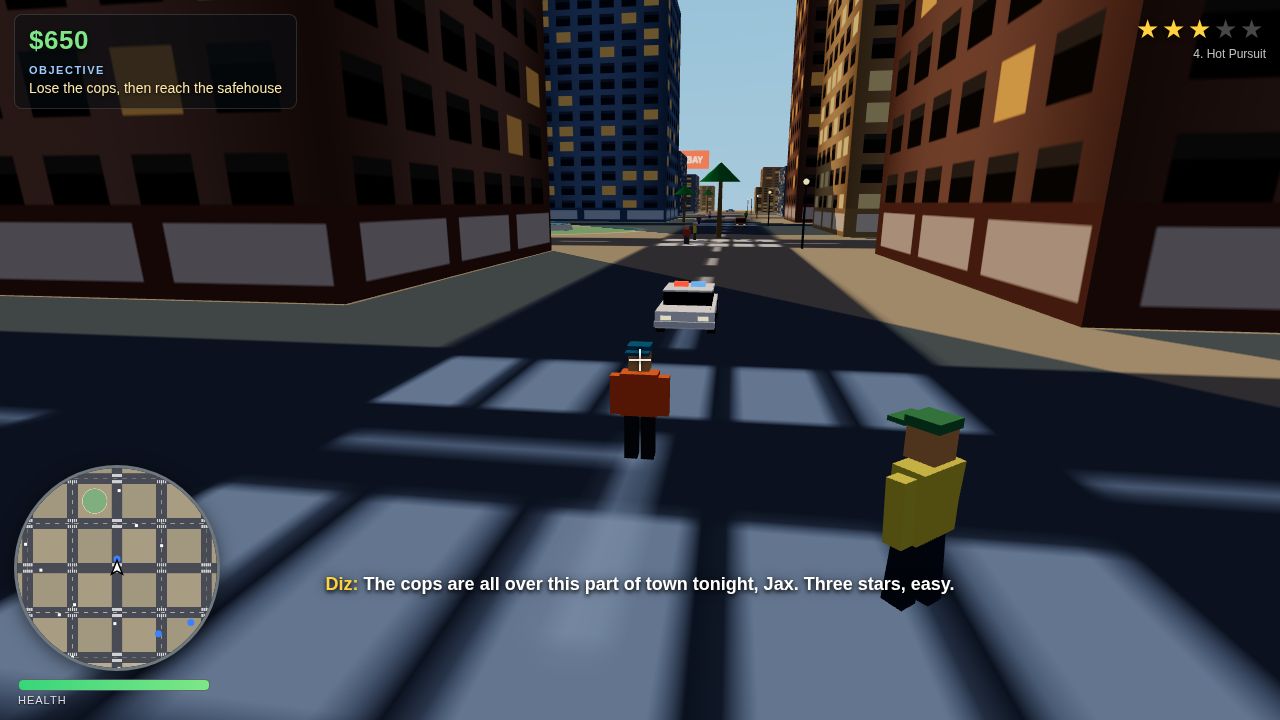 $650
OBJECTIVE
Lose the cops, then reach the safehouse
4. Hot Pursuit
BAY
Diz: The cops are all over this part of town tonight, Jax. Three stars, easy.
HEALTH